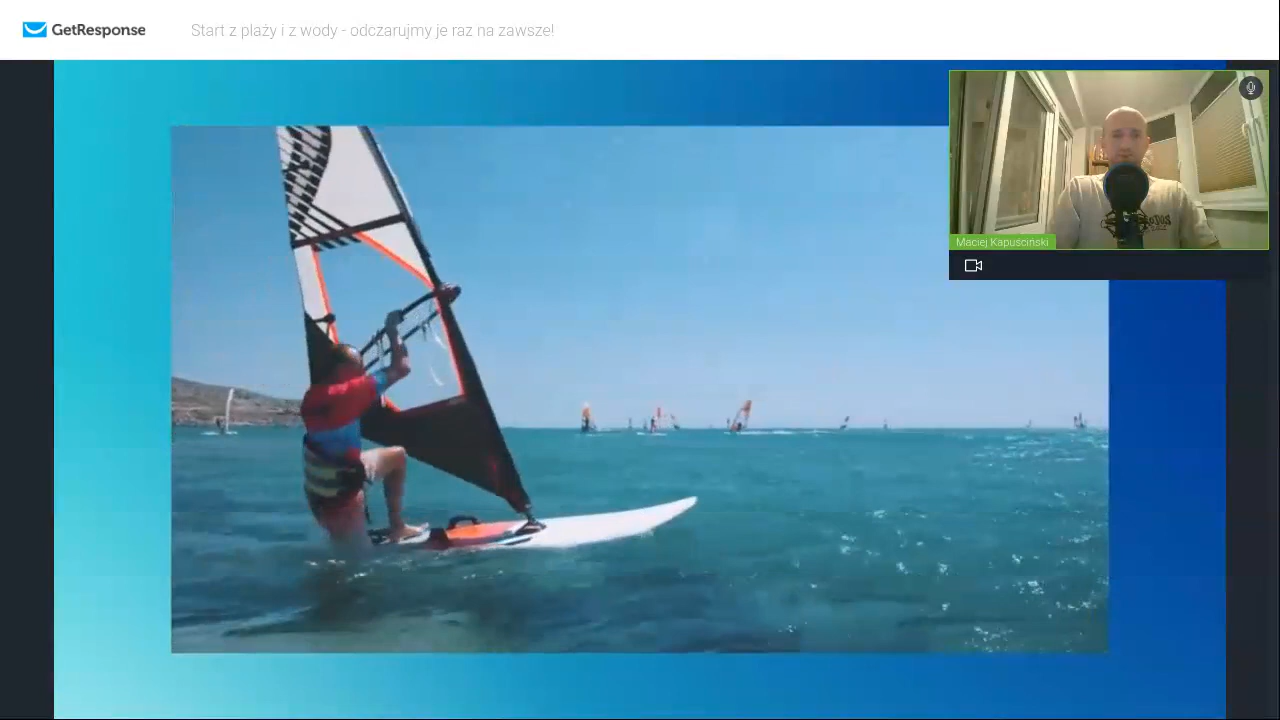 GetResponse
Start z plaży i z wody - odczarujmy je raz na zawsze!
Maciej Kapuściński